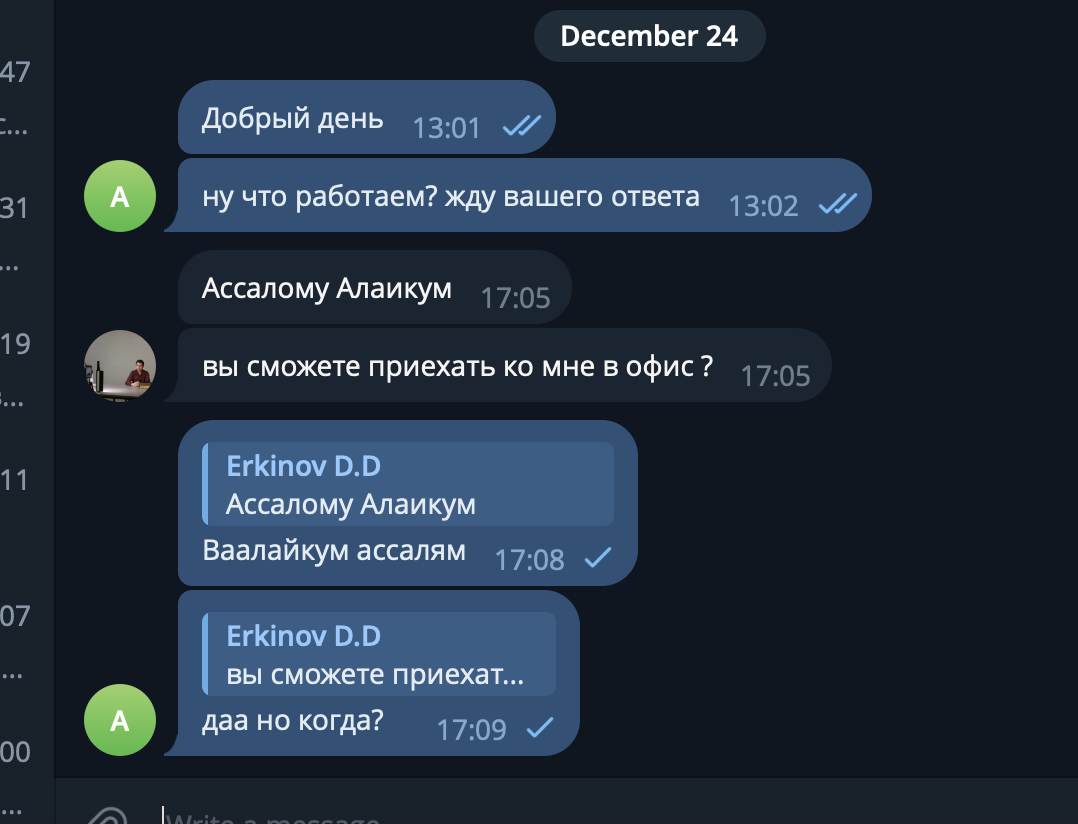 December 24
47
с...
Добрый день 13:01
A
ну что работаем? жду вашего ответа 13:02
31
...
Ассалому Алаикум 17:05
19
вы сможете приехать ко мне в офис ? 17:05
...
Erkinov D.D
Ассалому Алаикум
11
Ваалайкум ассалям 17:08
07
Erkinov D.D
вы сможете приехат...
...
A
даа но когда? 17:09
00
...
Write a message...